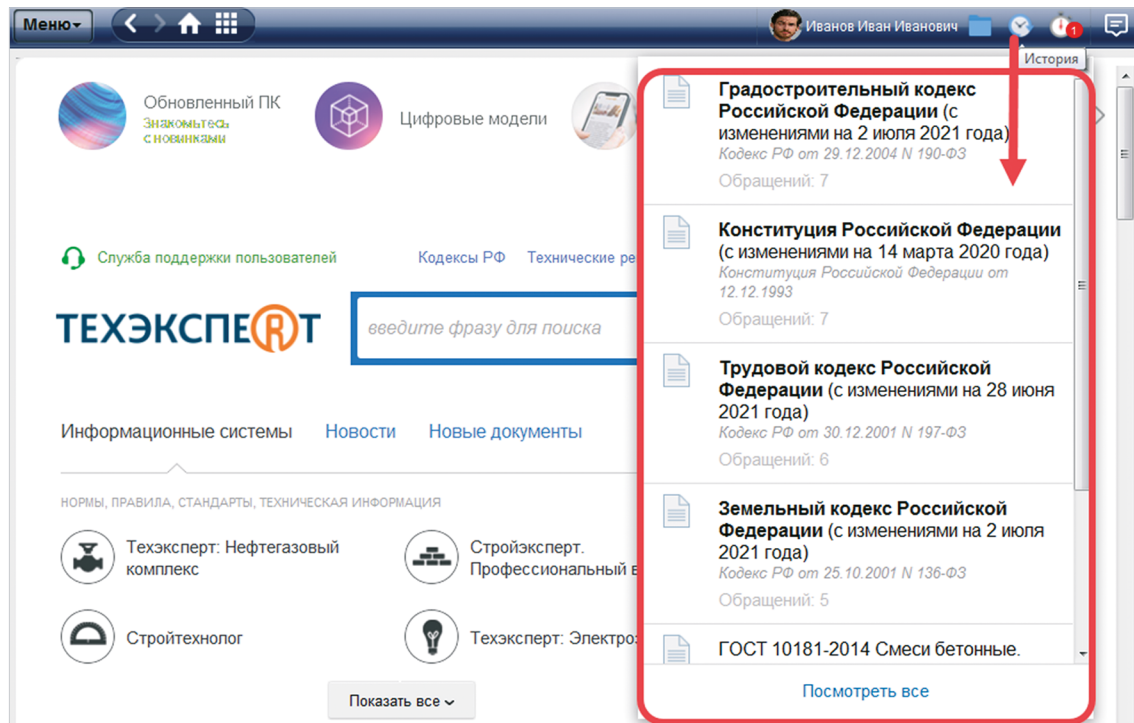 Меню
Иванов Иван Иванович
1
История
Обновленный ПК
Знакомьтесь
с новинками
Цифровые модели
Служба поддержки пользователей
Кодексы РФ
Технические ре
ТЕХЭКСПЕRТ
введите фразу для поиска
Информационные системы
Новости
Новые документы
НОРМЫ, ПРАВИЛА, СТАНДАРТЫ, ТЕХНИЧЕСКАЯ ИНФОРМАЦИЯ
Техэксперт: Нефтегазовый
комплекс
Стройэксперт.
Профессиональный в
Стройтехнолог
Техэксперт: Электроэ
Показать все
Градостроительный кодекс
Российской Федерации (с
изменениями на 2 июля 2021 года)
Кодекс РФ от 29.12.2004 N 190-ФЗ
Обращений: 7
Конституция Российской Федерации
(с изменениями на 14 марта 2020 года)
Конституция Российской Федерации от
12.12.1993
Обращений: 7
Трудовой кодекс Российской
Федерации (с изменениями на 28 июня
2021 года)
Кодекс РФ от 30.12.2001 N 197-ФЗ
Обращений: 6
Земельный кодекс Российской
Федерации (с изменениями на 2 июля
2021 года)
Кодекс РФ от 25.10.2001 N 136-ФЗ
Обращений: 5
ГОСТ 10181-2014 Смеси бетонные.
Посмотреть все